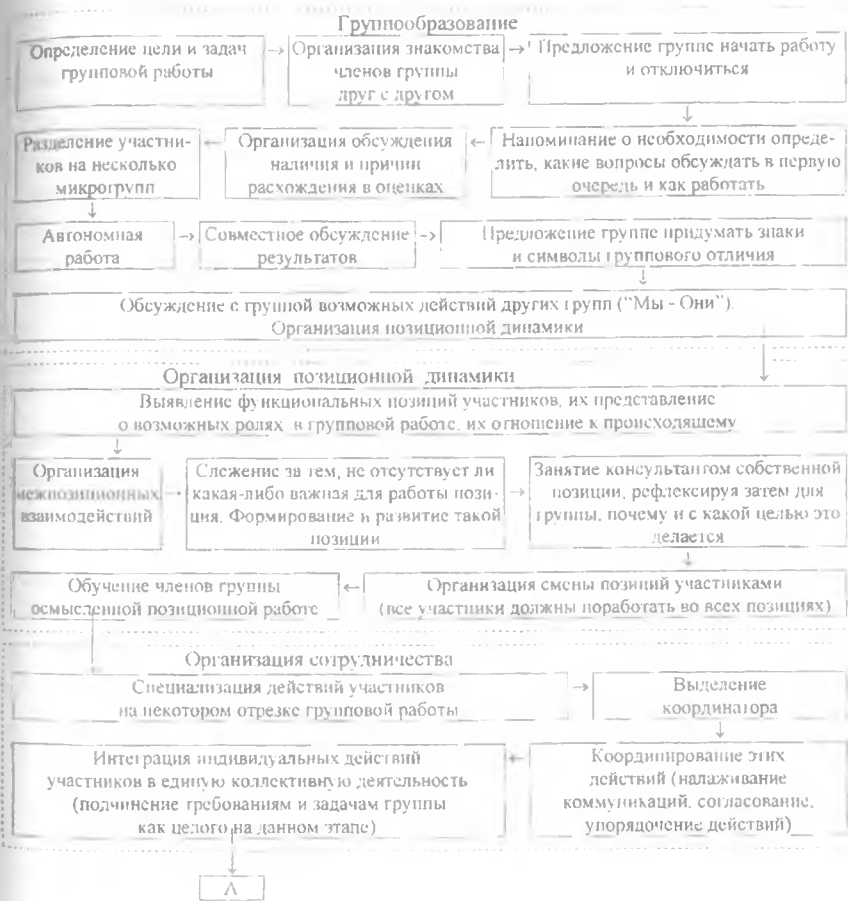 Группообразование
Определение цели и задач
групповой работы
Организация знакомства
членов группы
друг с другом
Предложение группе начать работу
и отключиться
Разделение участни-
ков на несколько
микрогрупп
Организация обсуждения
наличия и причин
расхождения в оценках
Напоминание о необходимости опреде-
лить, какие вопросы обсуждать в первую
очередь и как работать
Автономная
работа
Совместное обсуждение
результатов
Предложение группе придумать знаки
и символы группового отличия
Обсуждение с группой возможных действий других групп ("Мы - Они").
Организация позиционной динамики
Организация позиционной динамики
Выявление функциональных позиций участников, их представление
о возможных ролях в групповой работе, их отношение к происходящему
Организация
межпозиционных
взаимодействий
Слежение за тем, не отсутствует ли
какая-либо важная для работы пози-
ция. Формирование и развитие такой
позиции
Занятие консультантом собственной
позиции, рефлексируя затем для
группы, почему и с какой целью это
делается
Обучение членов группы
осмысленной позиционной работе
Организация смены позиций участниками
(все участники должны поработать во всех позициях)
Организация сотрудничества
Специализация действий участников
на некотором отрезке групповой работы
Выделение
координатора
Интеграция индивидуальных действий
участников в единую коллективную деятельность
(подчинение требованиям и задачам группы
как целого на данном этапе)
Координирование этих
действий (налаживание
коммуникаций, согласование,
упорядочение действий)
А